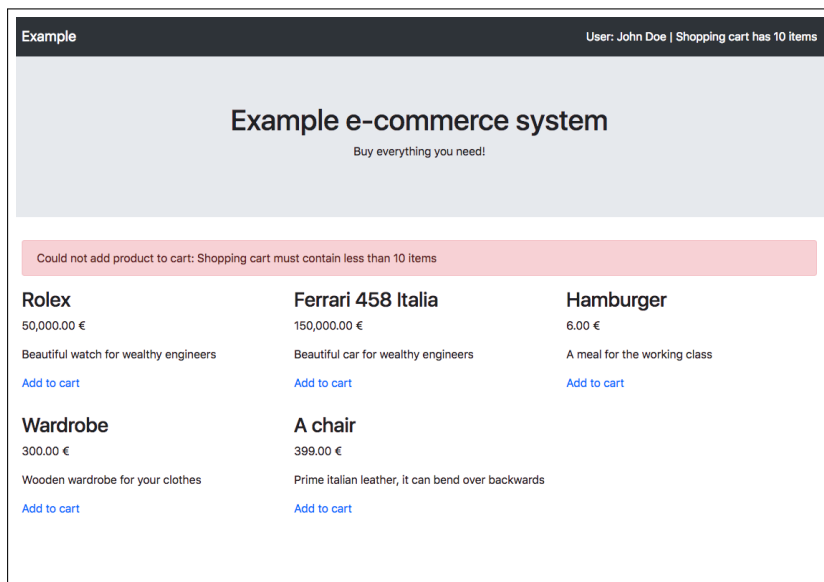 Example
User: John Doe | Shopping cart has 10 items
Example e-commerce system
Buy everything you need!
Could not add product to cart: Shopping cart must contain less than 10 items
Rolex
50,000.00 €
Beautiful watch for wealthy engineers
Add to cart
Ferrari 458 Italia
150,000.00 €
Beautiful car for wealthy engineers
Add to cart
Hamburger
6.00 €
A meal for the working class
Add to cart
Wardrobe
300.00 €
Wooden wardrobe for your clothes
Add to cart
A chair
399.00 €
Prime italian leather, it can bend over backwards
Add to cart